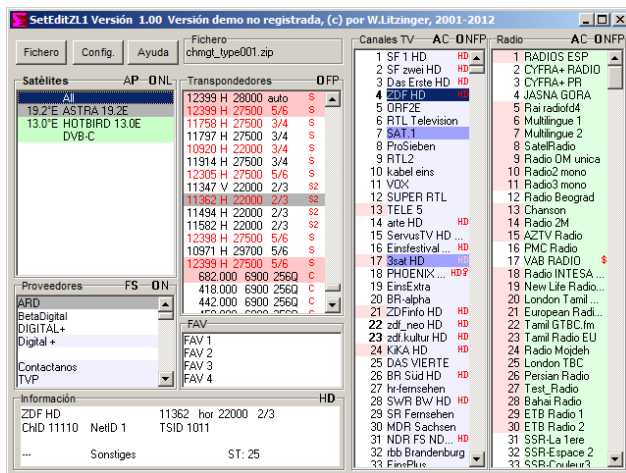 SetEditZL1 Versión 1.00 Versión demo no registrada, (c) por W.Litzinger, 2001-2012
Fichero
Config.
Ayuda
Fichero
chmgt_type001.zip
Satélites AP ONL
All
19.2°E ASTRA 19.2E
13.0°E HOTBIRD 13.0E
DVB-C
Transpondedores OFP
12399 H 28000 auto S
12399 H 27500 5/6 S
11758 H 27500 3/4 S
11797 H 27500 3/4 S
10920 H 22000 3/4 S
11914 H 27500 3/4 S
12305 H 27500 5/6 S
11347 V 22000 2/3 S2
11362 H 22000 2/3 S2
11494 H 22000 2/3 S2
11582 H 22000 2/3 S2
12398 H 27500 5/6 S
10971 H 29700 5/6 S
12399 H 27500 5/6 S
682.000 6900 256Q C
418.000 6900 256Q C
442.000 6900 256Q C
Proveedores FS ON
ARD
BetaDigital
DIGITAL+
Digital +
Contactanos
TVP
FAV
FAV 1
FAV 2
FAV 3
FAV 4
Información HD
ZDF HD 11362 hor 22000 2/3
ChID 11110 NetID 1 TSID 1011
--- Sonstiges ST: 25
Canales TV AC ONFP
1 SF 1 HD HD
2 SF zwei HD HD
3 Das Erste HD HD
4 ZDF HD HD
5 ORF2E
6 RTL Television
7 SAT.1
8 ProSieben
9 RTL2
10 kabel eins
11 VOX
12 SUPER RTL
13 TELE 5
14 arte HD HD
15 ServusTV HD ...
16 Einsfestival ... HD
17 3sat HD HD
18 PHOENIX ... HD?
19 EinsExtra
20 BR-alpha
21 ZDFinfo HD HD
22 zdf_neo HD HD
23 zdf.kultur HD HD
24 KiKA HD HD
25 DAS VIERTE
26 BR Süd HD HD
27 hr-fernsehen
28 SWR BW HD HD
29 SR Fernsehen
30 MDR Sachsen
31 NDR FS ND... HD
32 rbb Brandenburg
33 EinsPlus
Radio AC ONFP
1 RADIOS ESP
2 CYFRA+ RADIO
3 CYFRA+ PR
4 JASNA GORA
5 Rai radiofd4
6 Multilingue 1
7 Multilingue 2
8 SatelRadio
9 Radio OM unica
10 Radio2 mono
11 Radio3 mono
12 Radio Beograd
13 Chanson
14 Radio 2M
15 AZTV Radio
16 PMC Radio
17 VAB RADIO $
18 Radio INTESA ...
19 New Life Radio...
20 London Tamil ...
21 European Radi...
22 Tamil GTBC.fm
23 Tamil Radio EU
24 Radio Mojdeh
25 London TBC
26 Persian Radio
27 Test_Radio
28 Bahai Radio
29 ETB Radio 1
30 ETB Radio 2
31 SSR-La 1ere
32 SSR-Espace 2
33 SSR-Couleur3